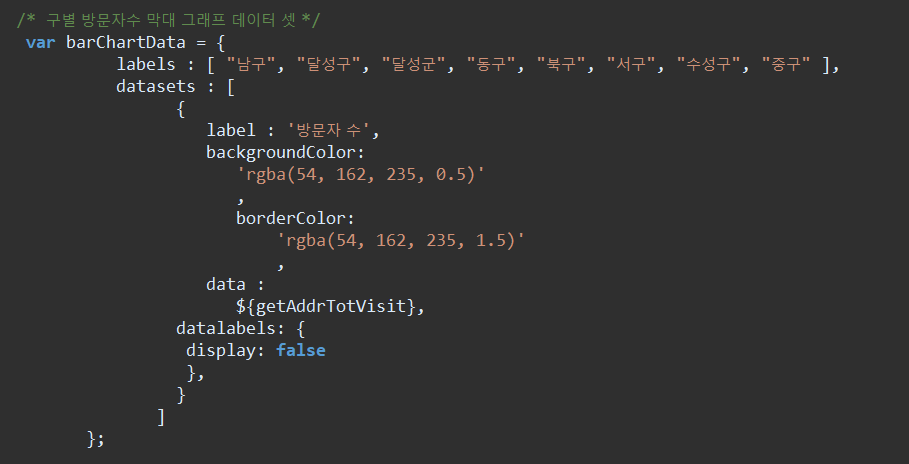 /* 구별 방문자수 막대 그래프 데이터 셋 */
var barChartData = {
labels : [ "남구", "달성구", "달성군", "동구", "북구", "서구", "수성구", "중구" ],
datasets : [
{
label : '방문자 수',
backgroundColor:
'rgba(54, 162, 235, 0.5)'
,
borderColor:
'rgba(54, 162, 235, 1.5)'
,
data :
${getAddrTotVisit},
datalabels: {
display: false
},
}
]
};